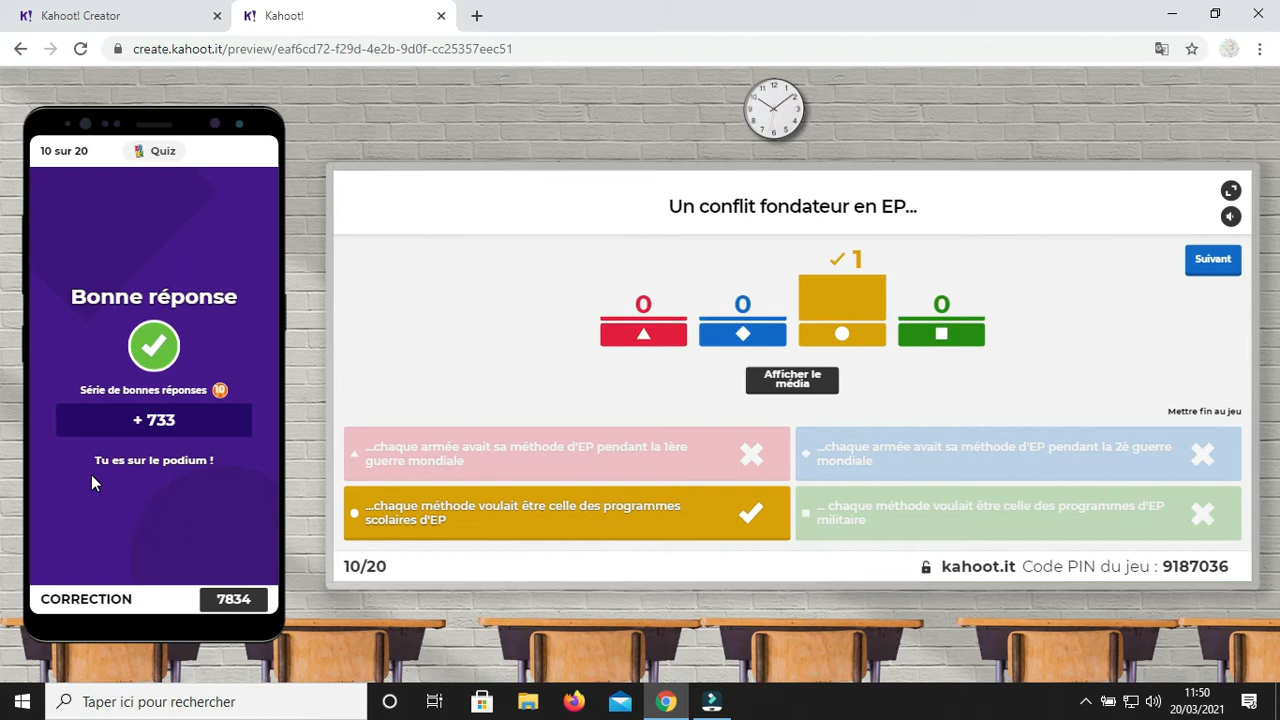 Kahoot! Creator
Kahoot!
create.kahoot.it/preview/eaf6cd72-f29d-4e2b-9d0f-cc25357eec51
10 sur 20
Quiz
Bonne réponse
Série de bonnes réponses 10
+ 733
Tu es sur le podium !
CORRECTION
7834
Un conflit fondateur en EP...
Suivant
0
0
1
0
Afficher le
média
Mettre fin au jeu
...chaque armée avait sa méthode d'EP pendant la 1ère
guerre mondiale
...chaque armée avait sa méthode d'EP pendant la 2è guerre
mondiale
...chaque méthode voulait être celle des programmes
scolaires d'EP
... chaque méthode voulait être celle des programmes d'EP
militaire
10/20
kahoot.it Code PIN du jeu : 9187036
Taper ici pour rechercher
11:50
20/03/2021